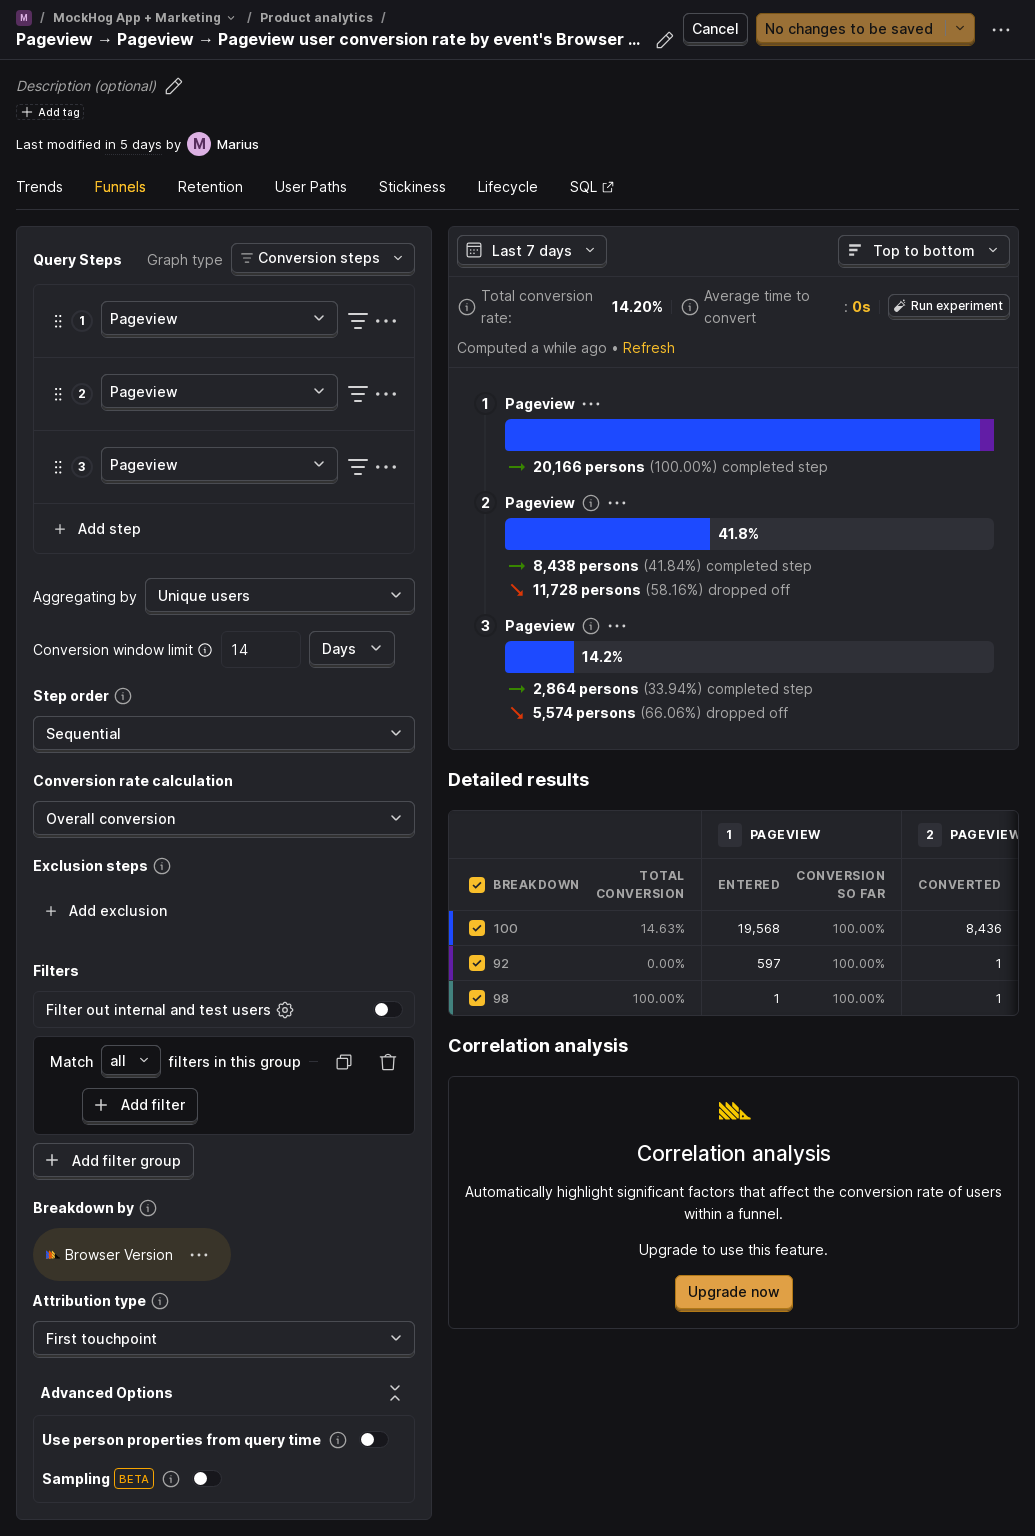 M / MockHog App + Marketing / Product analytics /
Pageview → Pageview → Pageview user conversion rate by event's Browser ...
Cancel
No changes to be saved
Description (optional)
Add tag
Last modified in 5 days by M Marius
Trends Funnels Retention User Paths Stickiness Lifecycle SQL
Query Steps Graph type Conversion steps
1 Pageview
2 Pageview
3 Pageview
Add step
Aggregating by Unique users
Conversion window limit 14 Days
Step order
Sequential
Conversion rate calculation
Overall conversion
Exclusion steps
Add exclusion
Filters
Filter out internal and test users
Match all filters in this group
Add filter
Add filter group
Breakdown by
Browser Version
Attribution type
First touchpoint
Advanced Options
Use person properties from query time
Sampling BETA
Last 7 days Top to bottom
Total conversion rate: 14.20% Average time to convert : 0s Run experiment
Computed a while ago • Refresh
1 Pageview
20,166 persons (100.00%) completed step
2 Pageview
41.8%
8,438 persons (41.84%) completed step
11,728 persons (58.16%) dropped off
3 Pageview
14.2%
2,864 persons (33.94%) completed step
5,574 persons (66.06%) dropped off
Detailed results
1 PAGEVIEW 2 PAGEVIEW
BREAKDOWN TOTAL CONVERSION ENTERED CONVERSION SO FAR CONVERTED
100 14.63% 19,568 100.00% 8,436
92 0.00% 597 100.00% 1
98 100.00% 1 100.00% 1
Correlation analysis
Correlation analysis
Automatically highlight significant factors that affect the conversion rate of users
within a funnel.
Upgrade to use this feature.
Upgrade now